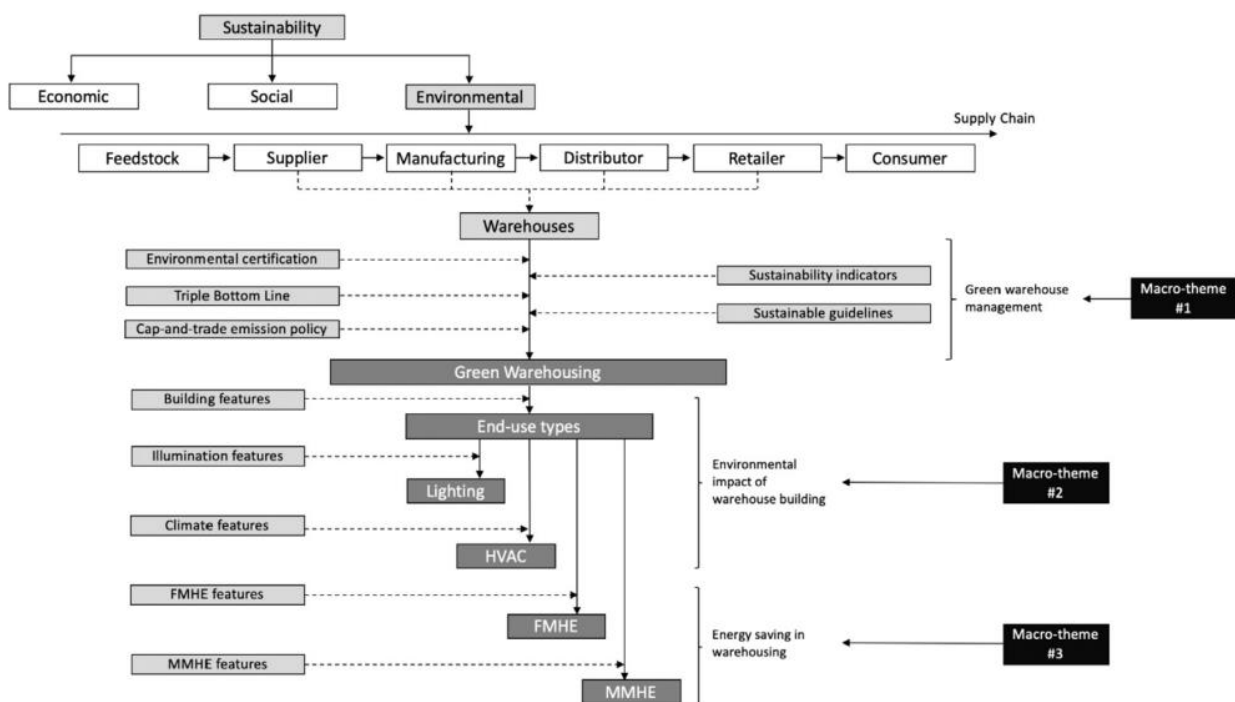 Sustainability
Economic
Social
Environmental
Supply Chain
Feedstock
Supplier
Manufacturing
Distributor
Retailer
Consumer
Warehouses
Environmental certification
Sustainability indicators
Triple Bottom Line
Green warehouse
management
Macro-theme
#1
Sustainable guidelines
Cap-and-trade emission policy
Green Warehousing
Building features
End-use types
Illumination features
Environmental
impact of
warehouse building
Macro-theme
#2
Lighting
Climate features
HVAC
FMHE features
FMHE
Energy saving in
warehousing
Macro-theme
#3
MMHE features
MMHE